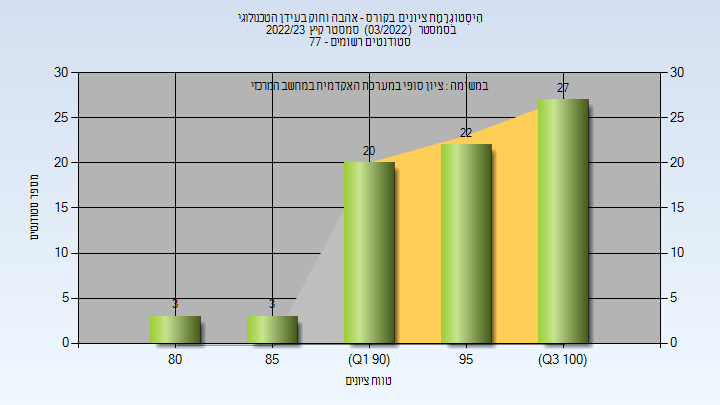 היסטוגרמת ציונים בקורס - אהבה וחוק בעידן הטכנולוגי
בסמסטר (03/2022) סמסטר קיץ 2022/23
סטודנטים רשומים - 77
במשימה : ציון סופי במערכת האקדמית במחשב המרכזי
30 30
25 25
20 20
15 15
10 10
5 5
0 0
3 3 20 22 27
מספר סטודנטים
80 85 (Q1 90) 95 (Q3 100)
טווח ציונים